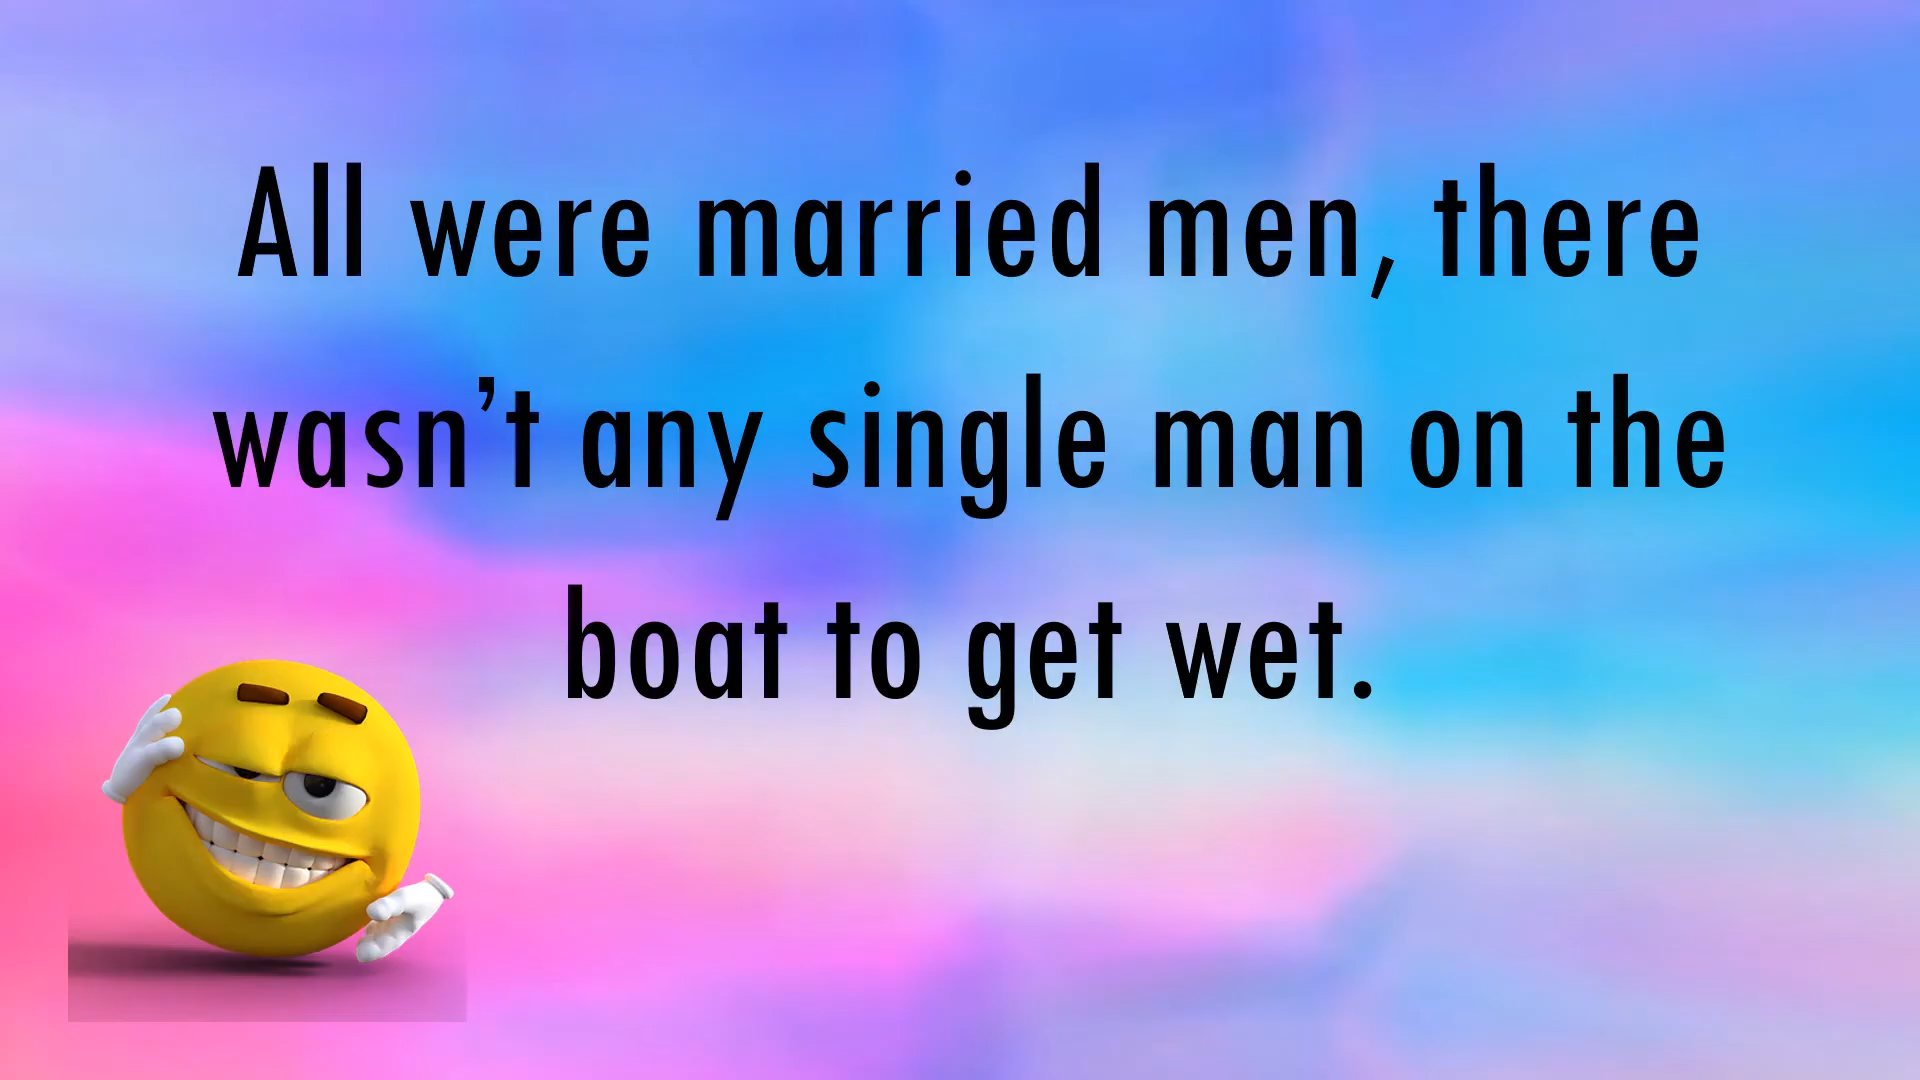 All were married men, there
wasn’t any single man on the
boat to get wet.